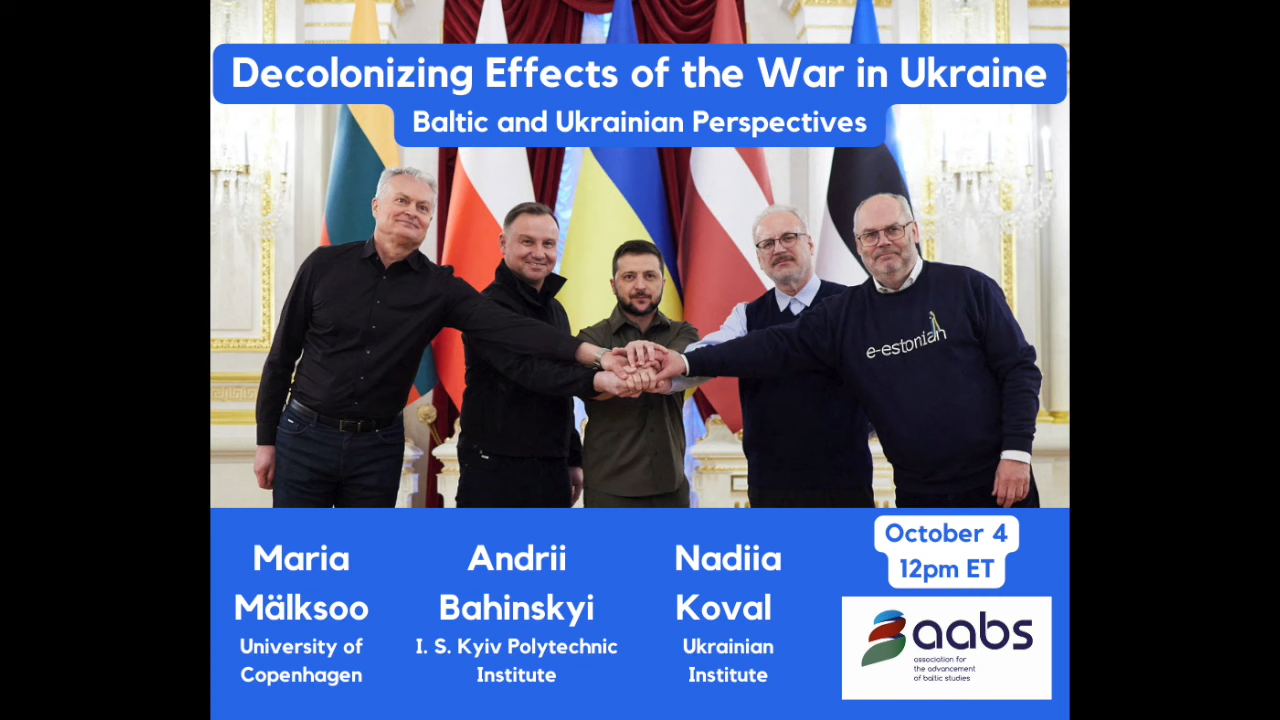 Decolonizing Effects of the War in Ukraine
Baltic and Ukrainian Perspectives
e-estonian
Maria
Mälksoo
University of
Copenhagen
Andrii
Bahinskyi
I. S. Kyiv Polytechnic
Institute
Nadiia
Koval
Ukrainian
Institute
October 4
12pm ET
aabs
association for
the advancement
of baltic studies